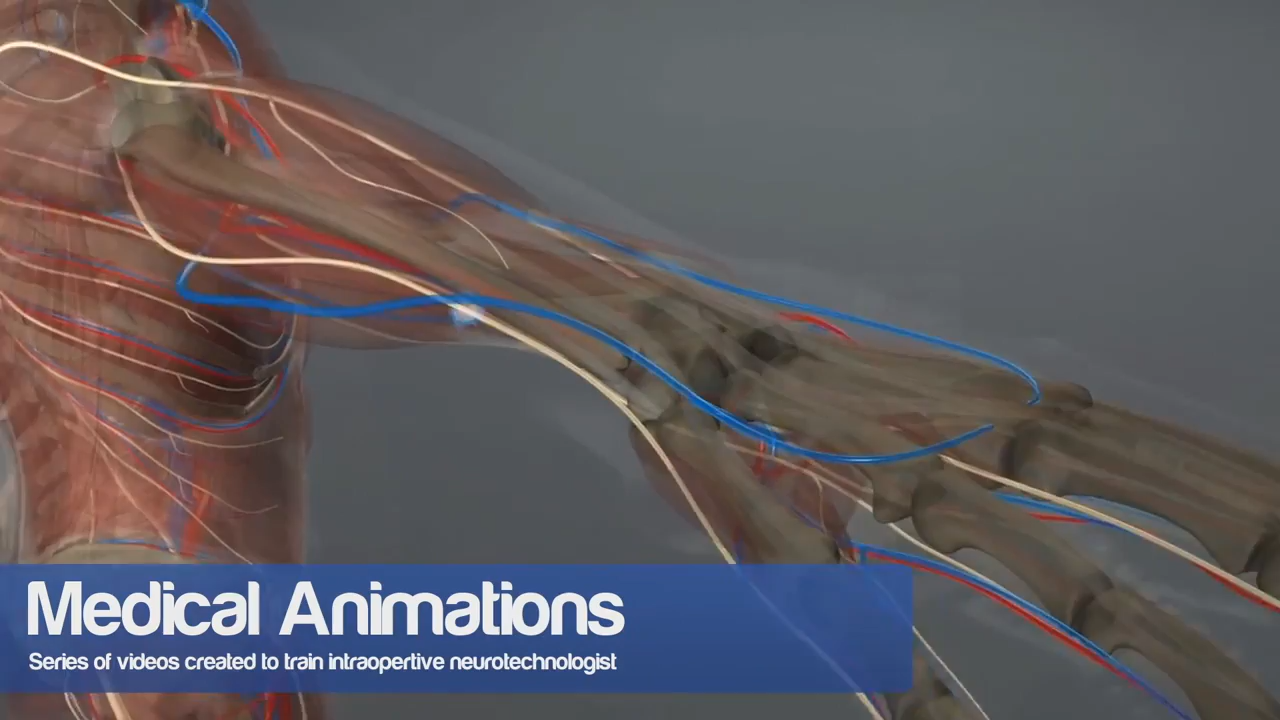 Medical Animations
Series of videos created to train intraopertive neurotechnologist